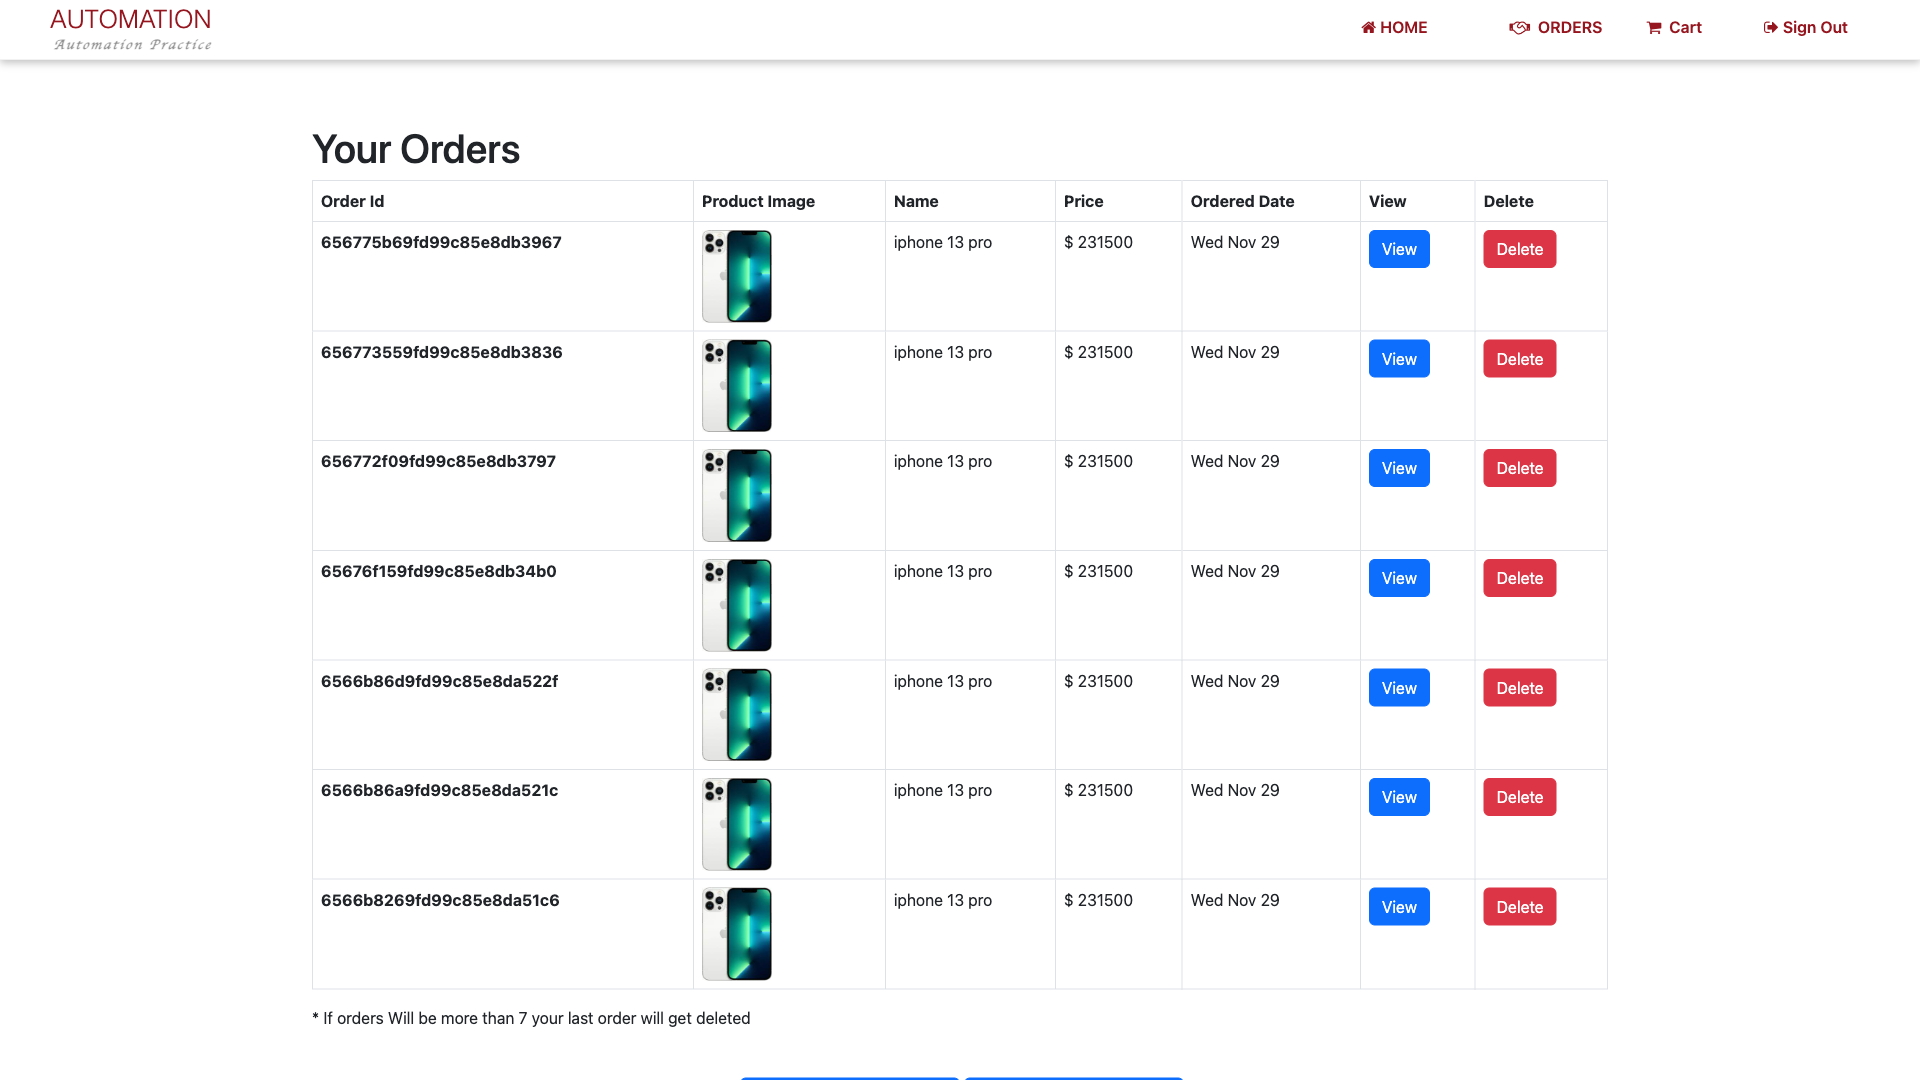 AUTOMATION
Automation Practice
HOME
ORDERS
Cart
Sign Out
Your Orders
Order Id Product Image Name Price Ordered Date View Delete
656775b69fd99c85e8db3967 iphone 13 pro $ 231500 Wed Nov 29 View Delete
656773559fd99c85e8db3836 iphone 13 pro $ 231500 Wed Nov 29 View Delete
656772f09fd99c85e8db3797 iphone 13 pro $ 231500 Wed Nov 29 View Delete
65676f159fd99c85e8db34b0 iphone 13 pro $ 231500 Wed Nov 29 View Delete
6566b86d9fd99c85e8da522f iphone 13 pro $ 231500 Wed Nov 29 View Delete
6566b86a9fd99c85e8da521c iphone 13 pro $ 231500 Wed Nov 29 View Delete
6566b8269fd99c85e8da51c6 iphone 13 pro $ 231500 Wed Nov 29 View Delete
* If orders Will be more than 7 your last order will get deleted